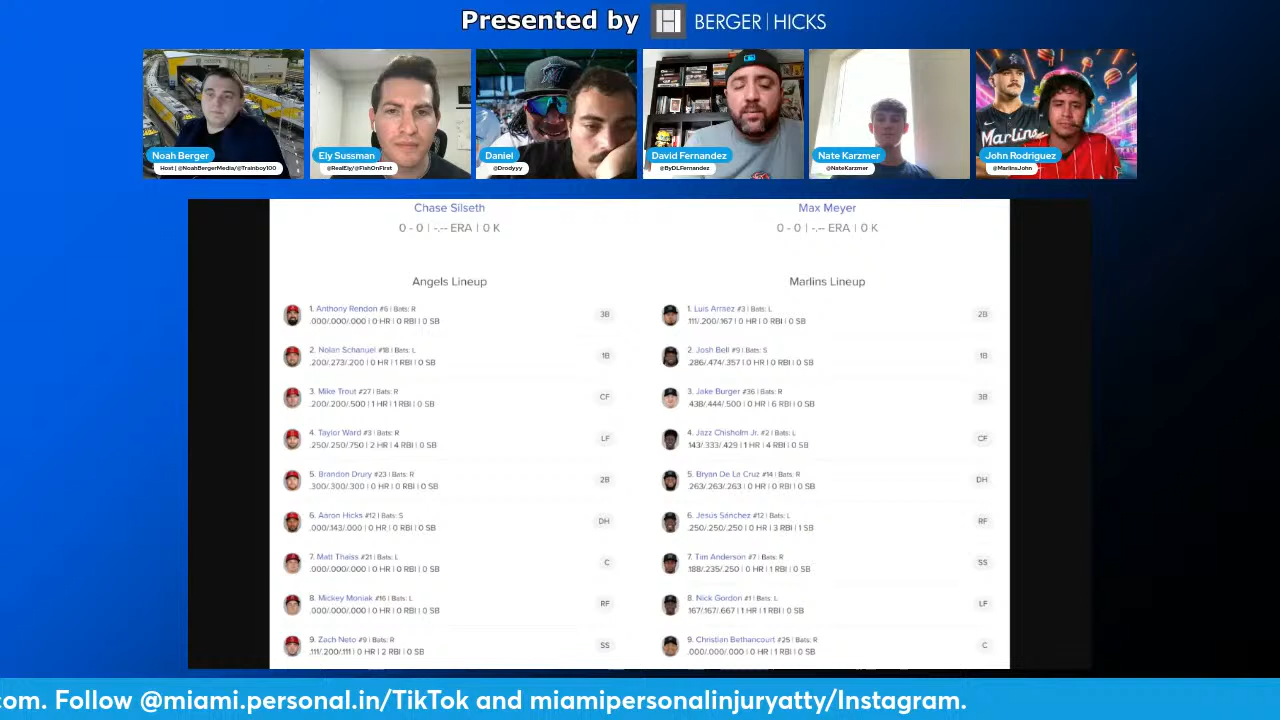 Presented by BERGER|HICKS
Noah Berger
Host | @NoahBergerMedia/@Trainboy100
Ely Sussman
@RealEly/@FishOnFirst
Daniel
@Drodyyy
David Fernandez
@ByDLFernandez
Nate Karzmer
@NateKarzmer
Marlins
John Rodriguez
@MarlinsJohn
Chase Silseth
0 - 0 | -.-- ERA | 0 K
Angels Lineup
1. Anthony Rendon #6 | Bats: R
.000/.000/.000 | 0 HR | 0 RBI | 0 SB
3B
2. Nolan Schanuel #18 | Bats: L
.200/.273/.200 | 0 HR | 1 RBI | 0 SB
1B
3. Mike Trout #27 | Bats: R
.200/.200/.500 | 1 HR | 1 RBI | 0 SB
CF
4. Taylor Ward #3 | Bats: R
.250/.250/.750 | 2 HR | 4 RBI | 0 SB
LF
5. Brandon Drury #23 | Bats: R
.300/.300/.300 | 0 HR | 0 RBI | 0 SB
2B
6. Aaron Hicks #12 | Bats: S
.000/.143/.000 | 0 HR | 0 RBI | 0 SB
DH
7. Matt Thaiss #21 | Bats: L
.000/.000/.000 | 0 HR | 0 RBI | 0 SB
C
8. Mickey Moniak #16 | Bats: L
.000/.000/.000 | 0 HR | 0 RBI | 0 SB
RF
9. Zach Neto #9 | Bats: R
.111/.200/.111 | 0 HR | 2 RBI | 0 SB
SS
Max Meyer
0 - 0 | -.-- ERA | 0 K
Marlins Lineup
1. Luis Arraez #3 | Bats: L
.111/.200/.167 | 0 HR | 0 RBI | 0 SB
2B
2. Josh Bell #9 | Bats: S
.286/.474/.357 | 0 HR | 0 RBI | 0 SB
1B
3. Jake Burger #36 | Bats: R
.438/.444/.500 | 0 HR | 6 RBI | 0 SB
3B
4. Jazz Chisholm Jr. #2 | Bats: L
.143/.333/.429 | 1 HR | 4 RBI | 0 SB
CF
5. Bryan De La Cruz #14 | Bats: R
.263/.263/.263 | 0 HR | 0 RBI | 0 SB
DH
6. Jesús Sánchez #12 | Bats: L
.250/.250/.250 | 0 HR | 3 RBI | 1 SB
RF
7. Tim Anderson #7 | Bats: R
.188/.235/.250 | 0 HR | 1 RBI | 0 SB
SS
8. Nick Gordon #1 | Bats: L
.167/.167/.667 | 1 HR | 1 RBI | 0 SB
LF
9. Christian Bethancourt #25 | Bats: R
.000/.000/.000 | 0 HR | 1 RBI | 0 SB
C
com. Follow @miami.personal.in/TikTok and miamipersonalinjuryatty/Instagram.